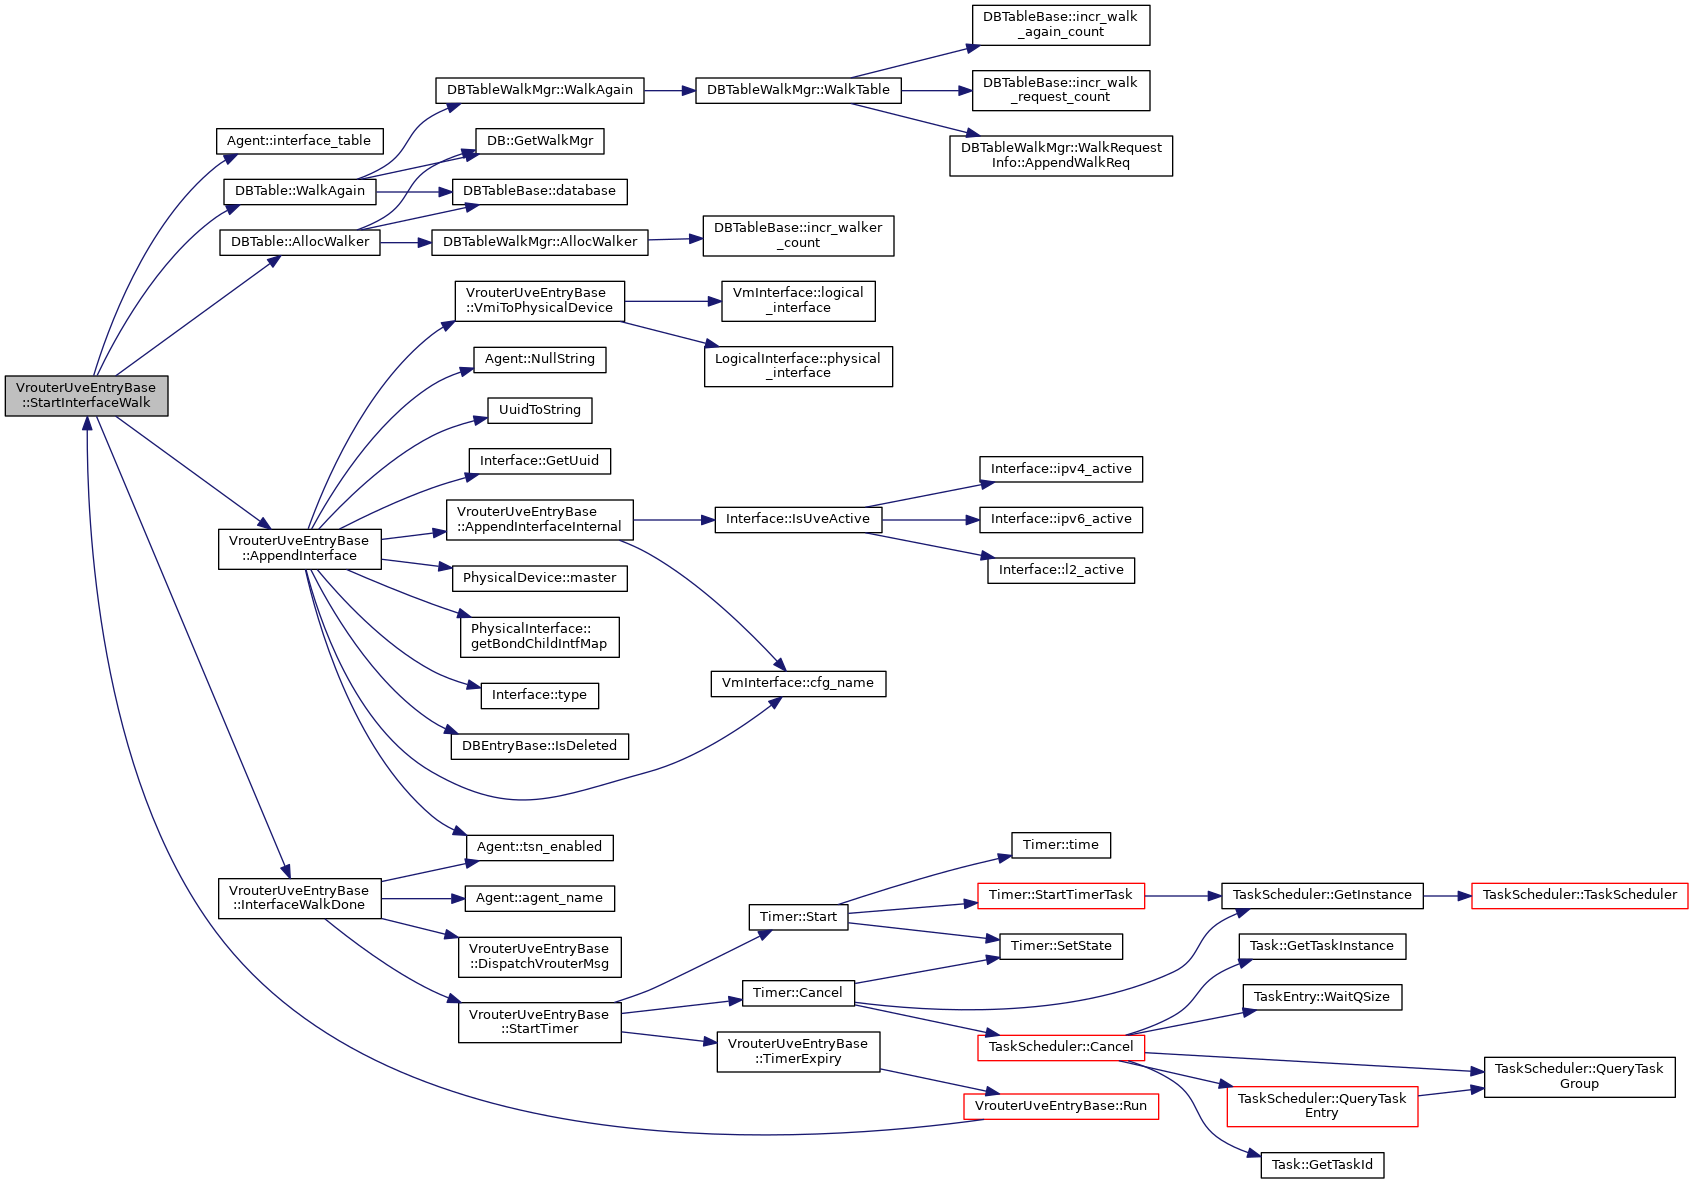 DBTableBase::incr_walk
_again_count
DBTableWalkMgr::WalkAgain
DBTableWalkMgr::WalkTable
DBTableBase::incr_walk
_request_count
Agent::interface_table
DB::GetWalkMgr
DBTableWalkMgr::WalkRequest
Info::AppendWalkReq
DBTable::WalkAgain
DBTableBase::database
DBTable::AllocWalker
DBTableWalkMgr::AllocWalker
DBTableBase::incr_walker
_count
VrouterUveEntryBase
::VmiToPhysicalDevice
VmInterface::logical
_interface
Agent::NullString
LogicalInterface::physical
_interface
VrouterUveEntryBase
::StartInterfaceWalk
UuidToString
Interface::GetUuid
Interface::ipv4_active
VrouterUveEntryBase
::AppendInterfaceInternal
Interface::IsUveActive
Interface::ipv6_active
VrouterUveEntryBase
::AppendInterface
Interface::l2_active
PhysicalDevice::master
PhysicalInterface::
getBondChildIntfMap
Interface::type
VmInterface::cfg_name
DBEntryBase::IsDeleted
Agent::tsn_enabled
Timer::time
VrouterUveEntryBase
::InterfaceWalkDone
Agent::agent_name
Timer::Start
Timer::StartTimerTask
TaskScheduler::GetInstance
TaskScheduler::TaskScheduler
VrouterUveEntryBase
::DispatchVrouterMsg
Timer::SetState
Task::GetTaskInstance
VrouterUveEntryBase
::StartTimer
Timer::Cancel
TaskEntry::WaitQSize
VrouterUveEntryBase
::TimerExpiry
TaskScheduler::Cancel
TaskScheduler::QueryTask
Group
VrouterUveEntryBase::Run
TaskScheduler::QueryTask
Entry
Task::GetTaskId